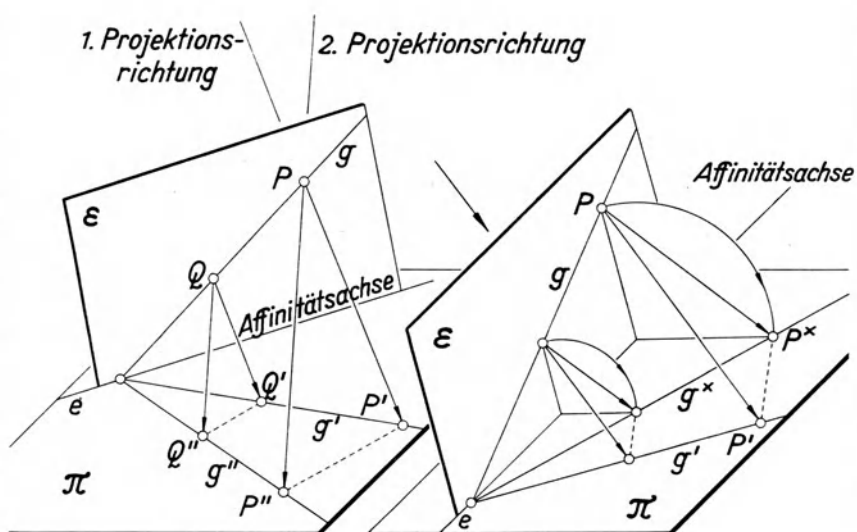 1. Projektions-
richtung
2. Projektionsrichtung
P
g
ε
Q
Affinitätsachse
e
Q'
P'
g'
Q"
g"
P"
π
Affinitätsachse
P
g
ε
P×
g×
P'
g'
e
π